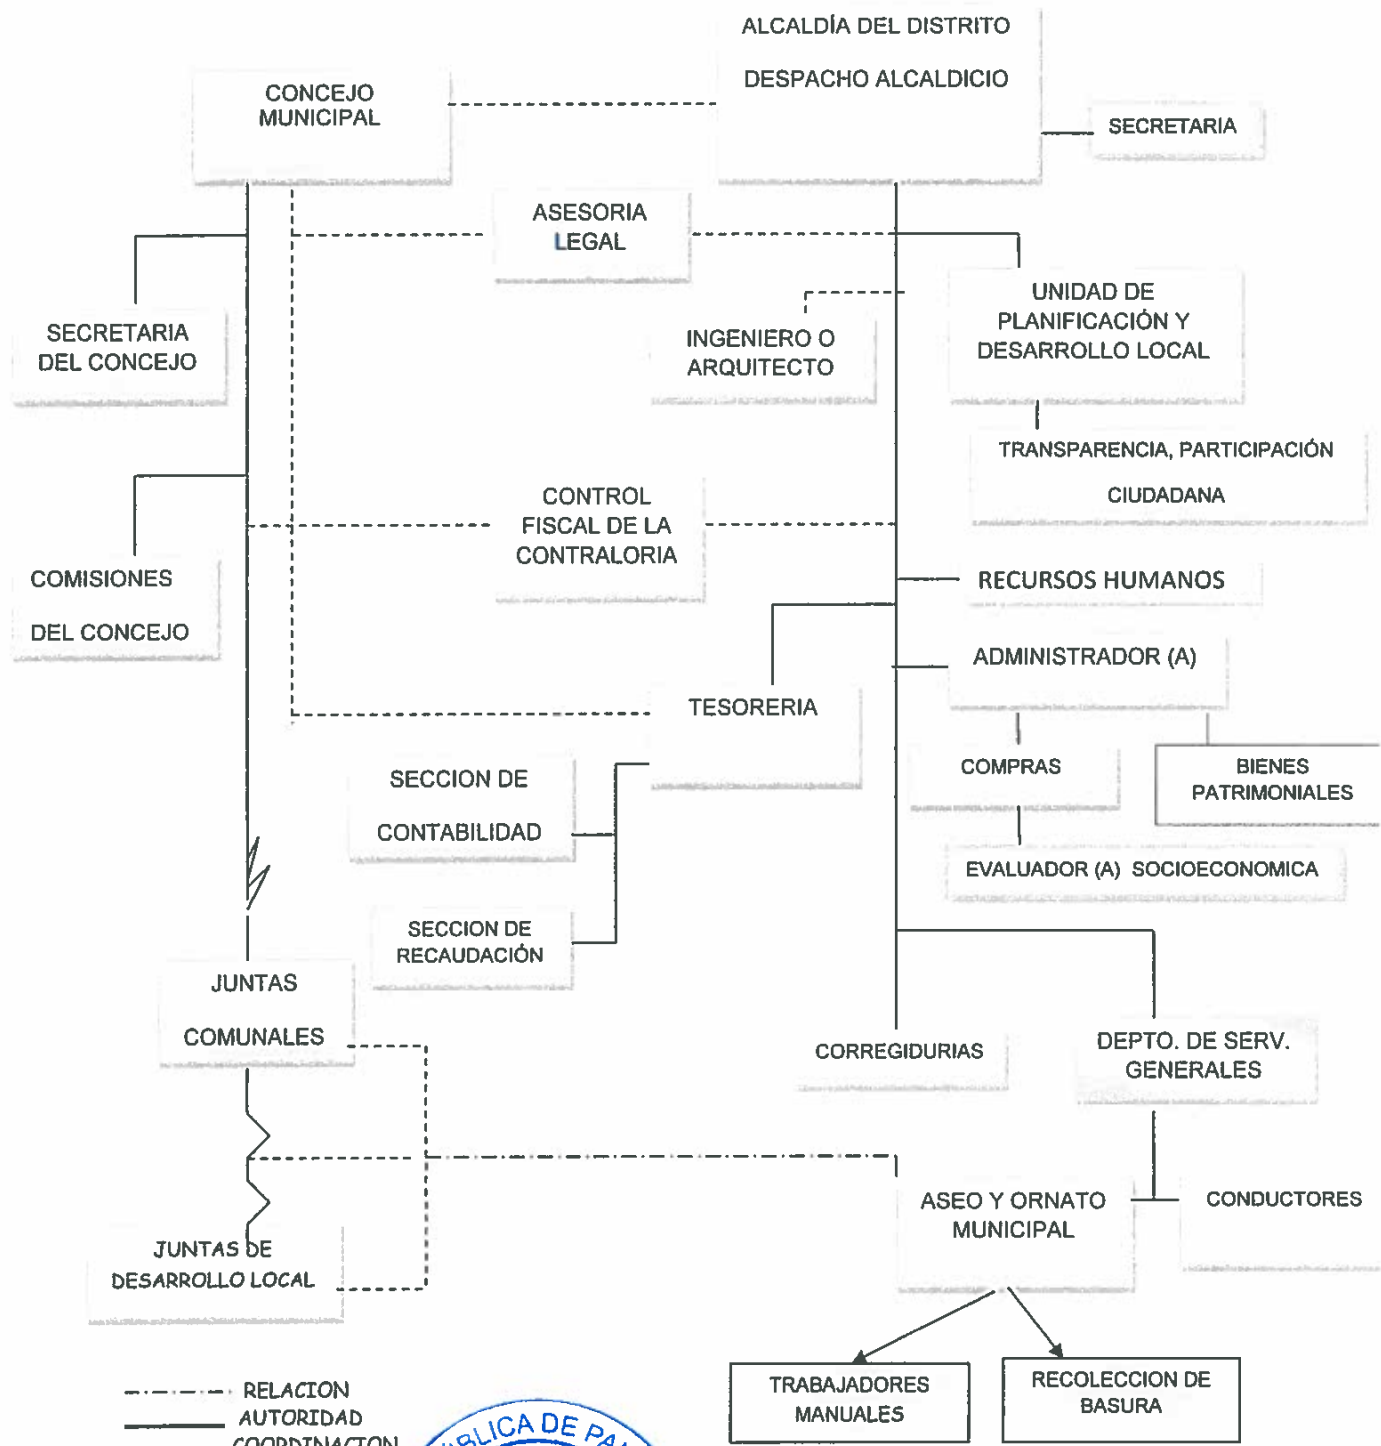 ALCALDÍA DEL DISTRITO
DESPACHO ALCALDICIO
CONCEJO
MUNICIPAL
SECRETARIA
ASESORIA
LEGAL
UNIDAD DE
PLANIFICACIÓN Y
DESARROLLO LOCAL
SECRETARIA
DEL CONCEJO
INGENIERO O
ARQUITECTO
TRANSPARENCIA, PARTICIPACIÓN
CIUDADANA
CONTROL
FISCAL DE LA
CONTRALORIA
COMISIONES
DEL CONCEJO
RECURSOS HUMANOS
ADMINISTRADOR (A)
TESORERIA
SECCION DE
CONTABILIDAD
COMPRAS
BIENES
PATRIMONIALES
EVALUADOR (A) SOCIOECONOMICA
SECCION DE
RECAUDACIÓN
JUNTAS
COMUNALES
CORREGIDURIAS
DEPTO. DE SERV.
GENERALES
ASEO Y ORNATO
MUNICIPAL
CONDUCTORES
JUNTAS DE
DESARROLLO LOCAL
TRABAJADORES
MANUALES
RECOLECCION DE
BASURA
RELACION
AUTORIDAD
COORDINACION